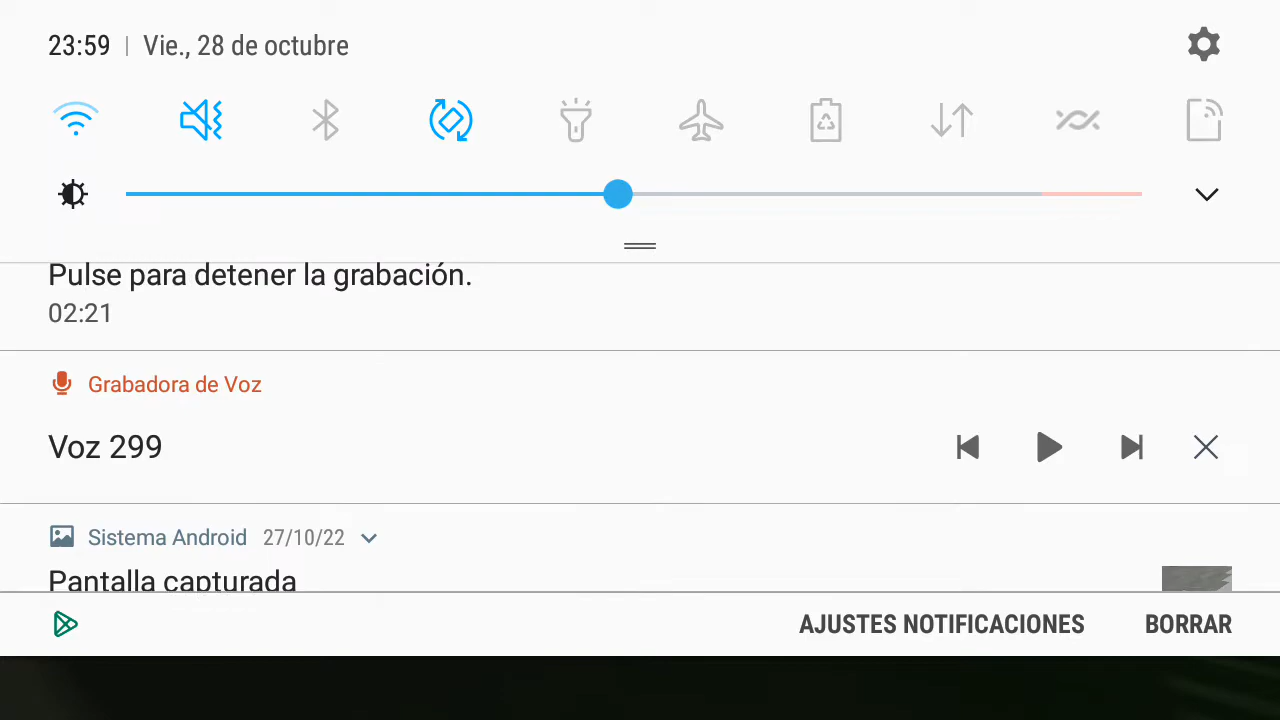 23:59 | Vie., 28 de octubre
Pulse para detener la grabación.
02:21
Grabadora de Voz
Voz 299
Sistema Android 27/10/22
Pantalla capturada
AJUSTES NOTIFICACIONES BORRAR